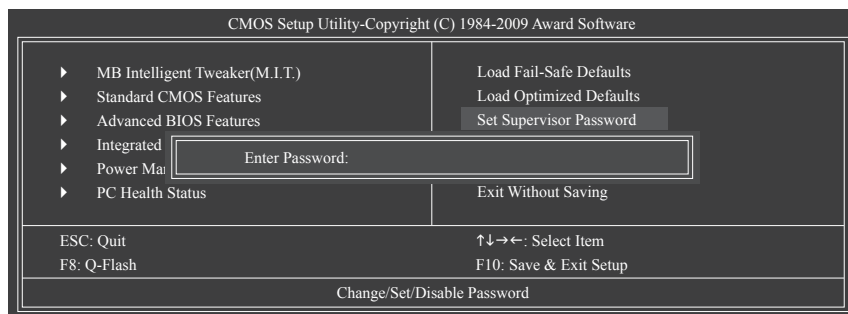 CMOS Setup Utility-Copyright (C) 1984-2009 Award Software
MB Intelligent Tweaker(M.I.T.)
Standard CMOS Features
Advanced BIOS Features
Integrated
Power Ma
PC Health Status
Load Fail-Safe Defaults
Load Optimized Defaults
Set Supervisor Password
Exit Without Saving
Enter Password:
ESC: Quit
F8: Q-Flash
↑↓→←: Select Item
F10: Save & Exit Setup
Change/Set/Disable Password